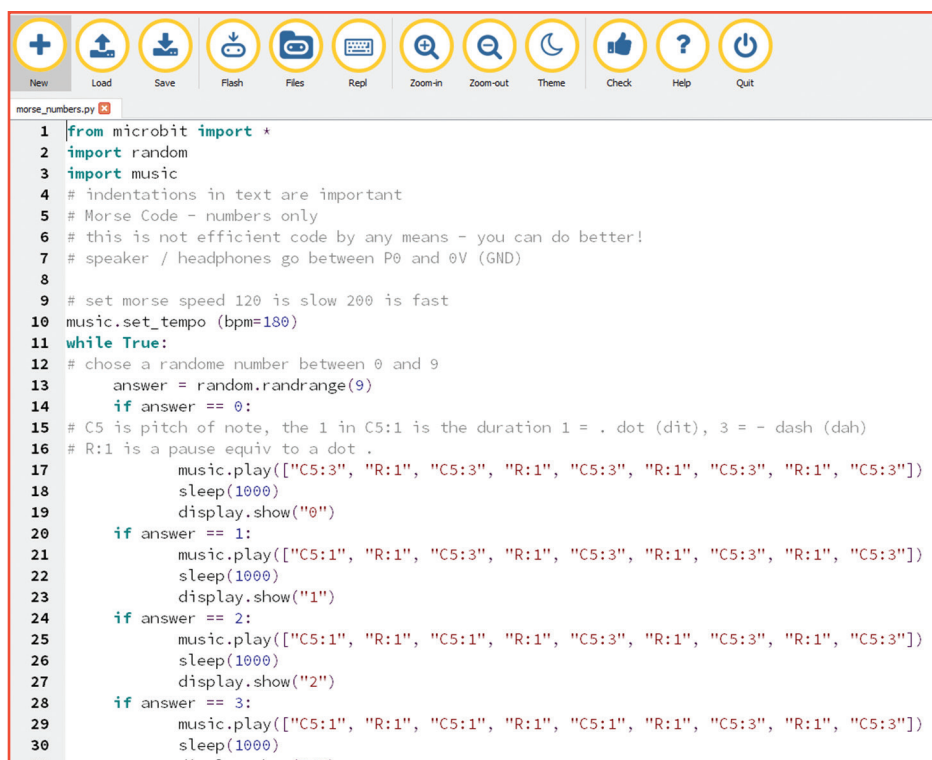 New Load Save Flash Files Repl Zoom-in Zoom-out Theme Check Help Quit
morse_numbers.py
1 from microbit import *
2 import random
3 import music
4 # indentations in text are important
5 # Morse Code - numbers only
6 # this is not efficient code by any means - you can do better!
7 # speaker / headphones go between P0 and 0V (GND)
8
9 # set morse speed 120 is slow 200 is fast
10 music.set_tempo (bpm=180)
11 while True:
12 # chose a randome number between 0 and 9
13 answer = random.randrange(9)
14 if answer == 0:
15 # C5 is pitch of note, the 1 in C5:1 is the duration 1 = . dot (dit), 3 = - dash (dah)
16 # R:1 is a pause equiv to a dot .
17 music.play(["C5:3", "R:1", "C5:3", "R:1", "C5:3", "R:1", "C5:3", "R:1", "C5:3"])
18 sleep(1000)
19 display.show("0")
20 if answer == 1:
21 music.play(["C5:1", "R:1", "C5:3", "R:1", "C5:3", "R:1", "C5:3", "R:1", "C5:3"])
22 sleep(1000)
23 display.show("1")
24 if answer == 2:
25 music.play(["C5:1", "R:1", "C5:1", "R:1", "C5:3", "R:1", "C5:3", "R:1", "C5:3"])
26 sleep(1000)
27 display.show("2")
28 if answer == 3:
29 music.play(["C5:1", "R:1", "C5:1", "R:1", "C5:1", "R:1", "C5:3", "R:1", "C5:3"])
30 sleep(1000)